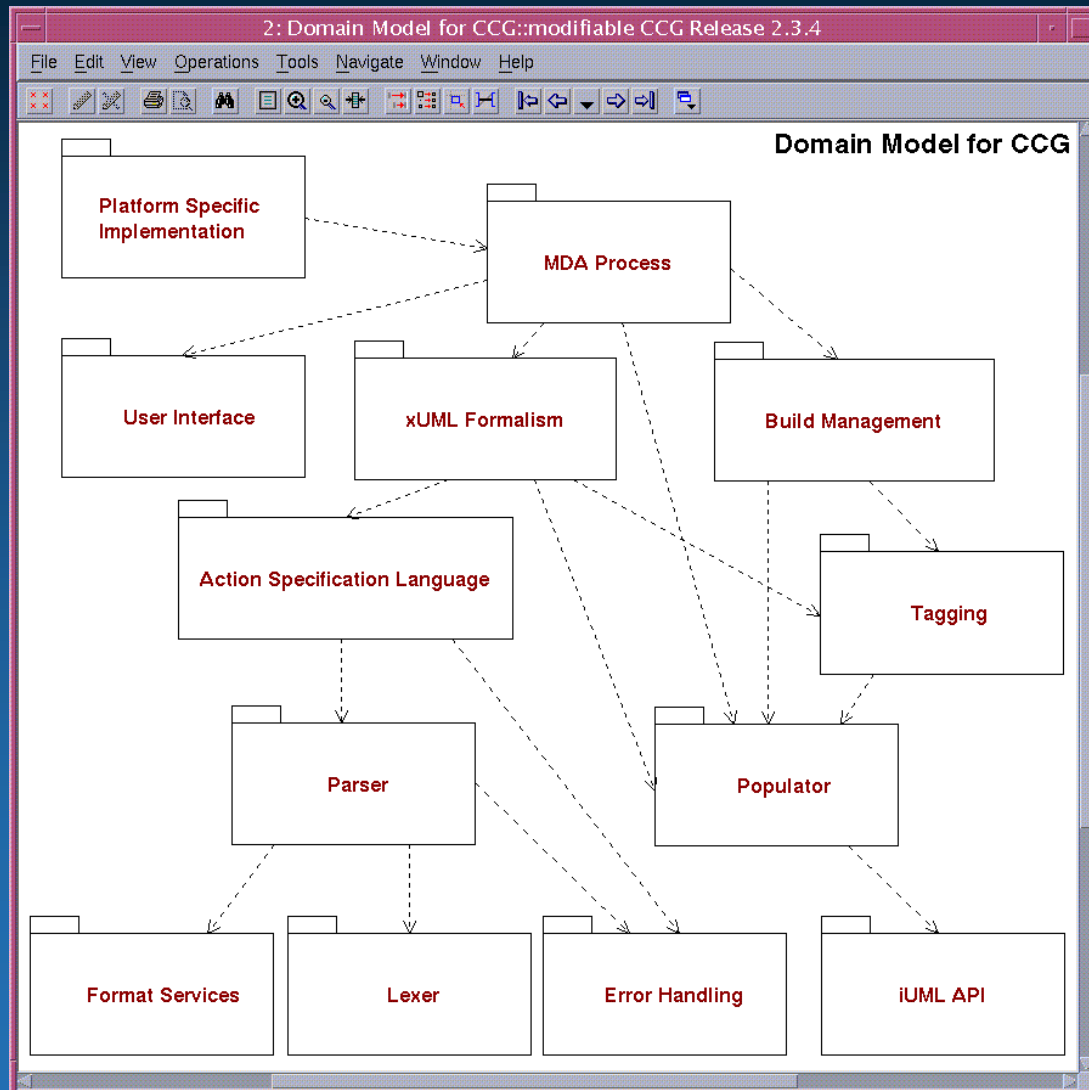 2: Domain Model for CCG::modifiable CCG Release 2.3.4
File Edit View Operations Tools Navigate Window Help
Domain Model for CCG
Platform Specific
Implementation
MDA Process
User Interface
xUML Formalism
Build Management
Action Specification Language
Tagging
Parser
Populator
Format Services
Lexer
Error Handling
iUML API